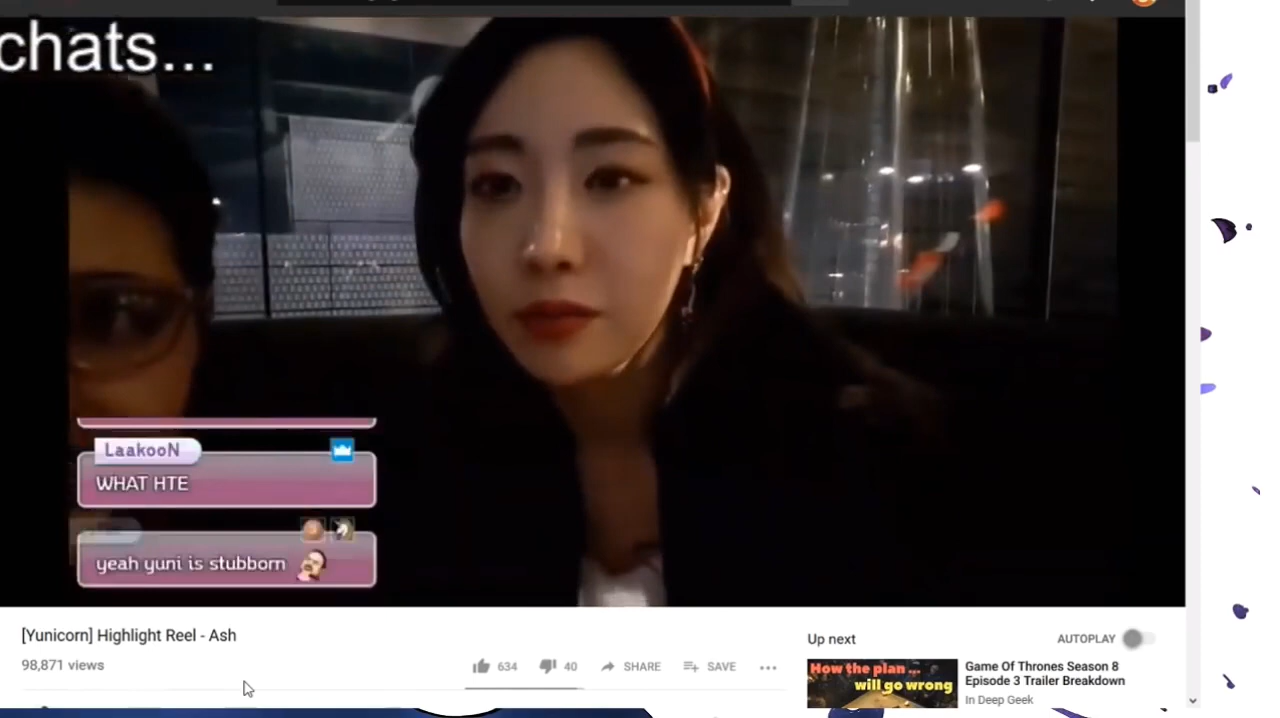 chats...
LaakooN
WHAT HTE
yeah yuni is stubborn
[Yunicorn] Highlight Reel - Ash
98,871 views
634
40
SHARE
SAVE
Up next
AUTOPLAY
How the plan ...
will go wrong
Game Of Thrones Season 8
Episode 3 Trailer Breakdown
In Deep Geek